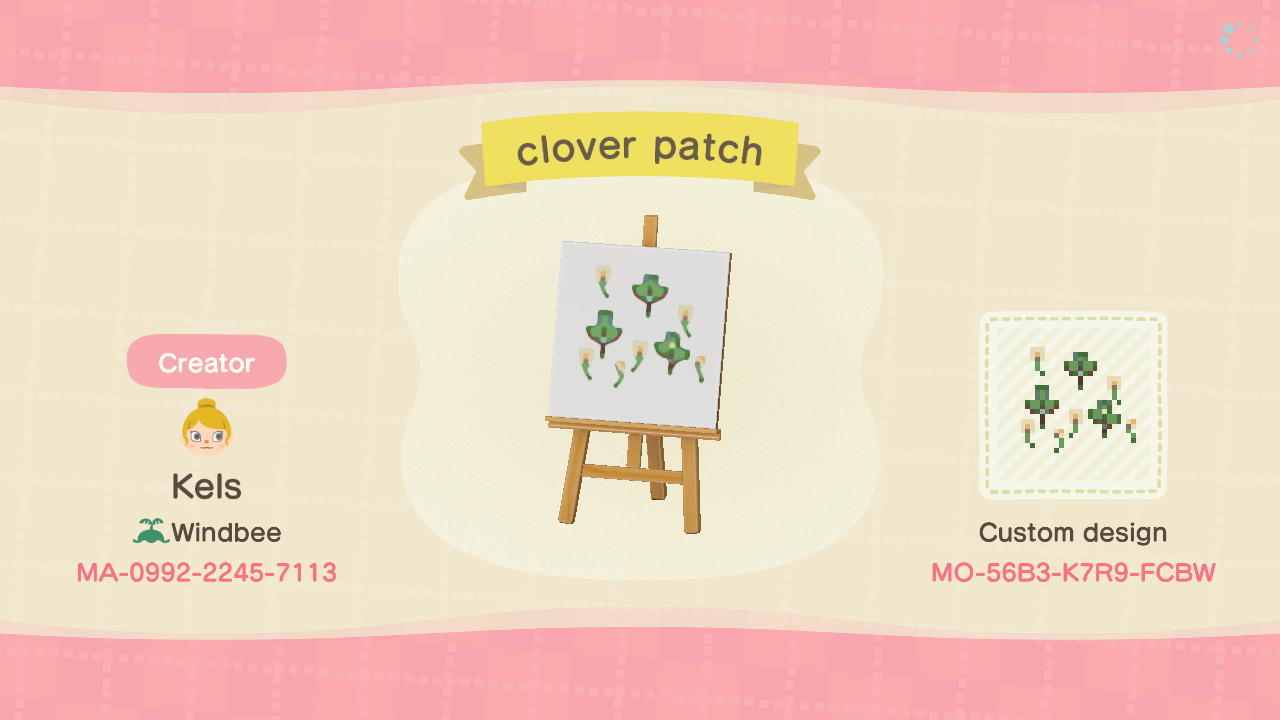 clover patch
Creator
Kels
Windbee
MA-0992-2245-7113
Custom design
MO-56B3-K7R9-FCBW